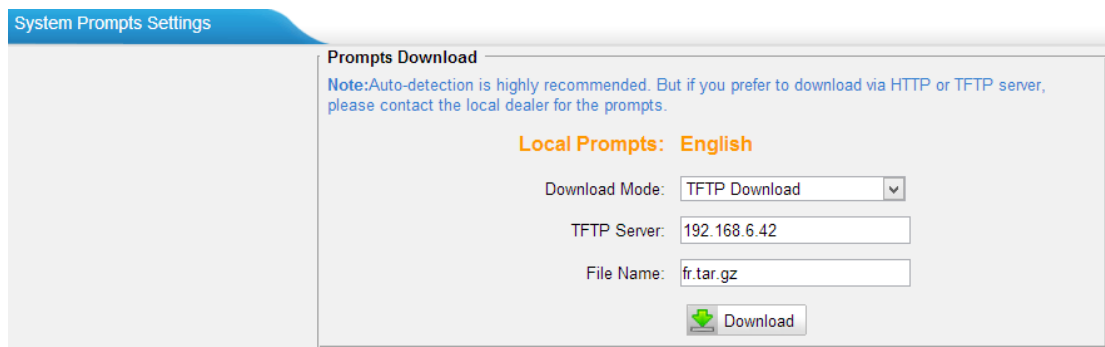 System Prompts Settings
Prompts Download
Note:Auto-detection is highly recommended. But if you prefer to download via HTTP or TFTP server,
please contact the local dealer for the prompts.
Local Prompts: English
Download Mode: TFTP Download
TFTP Server: 192.168.6.42
File Name: fr.tar.gz
Download